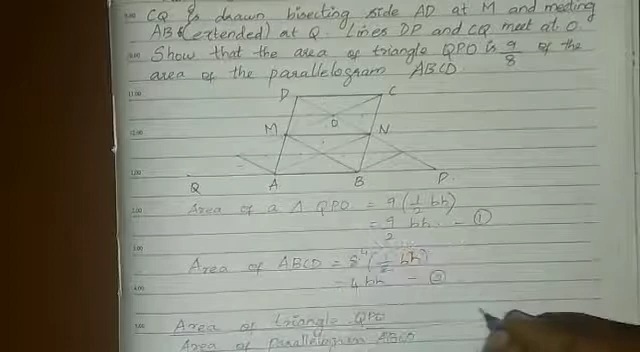 CQ is drawn bisecting side AD at M and meeting
AB (extended) at Q. Lines DP and CQ meet at O.
Show that the area of triangle QPO is 9/8 of the
area of the parallelogram ABCD.
D C
O
M N
Q A B P
Area of a Δ QPO = 9 (1/2 bh)
= 9/2 bh - ①
Area of ABCD = 8 (1/2 bh)
= 4bh - ②
Area of triangle QPO
Area of parallelogram ABCD